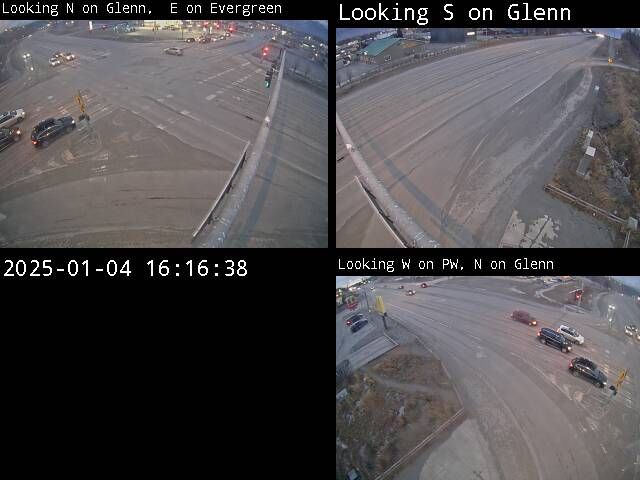 Looking N on Glenn,  E on Evergreen
Looking S on Glenn
2025-01-04 16:16:38
Looking W on PW, N on Glenn